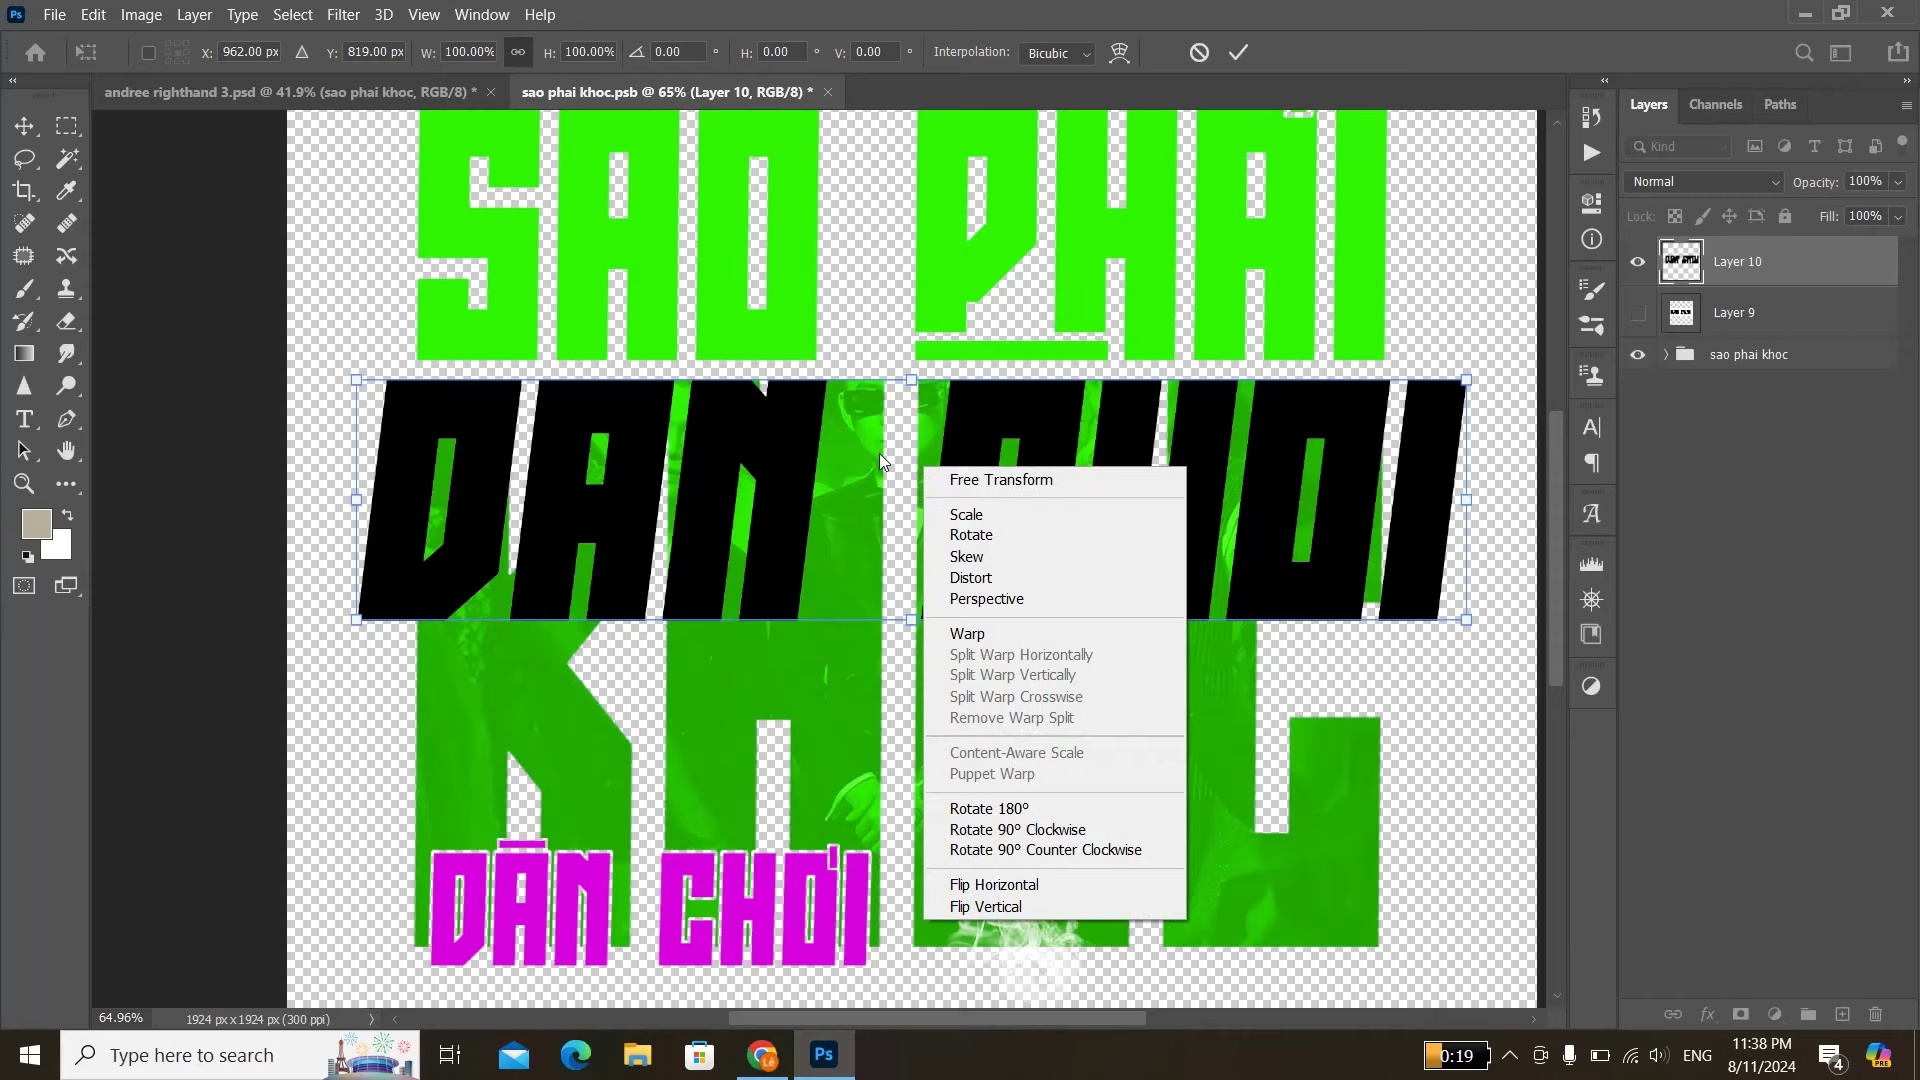 Ps File Edit Image Layer Type Select Filter 3D View Window Help
X: 962.00 px Y: 819.00 px W: 100.00% H: 100.00% 0.00 ° H: 0.00 ° V: 0.00 ° Interpolation: Bicubic
andree righthand 3.psd @ 41.9% (sao phai khoc, RGB/8) * sao phai khoc.psb @ 65% (Layer 10, RGB/8) *
Layers Channels Paths
Kind
Normal Opacity: 100%
Lock: Fill: 100%
Layer 10
Layer 9
sao phai khoc
SAO PHẢI
Free Transform
Scale
Rotate
Skew
Distort
Perspective
Warp
Split Warp Horizontally
Split Warp Vertically
Split Warp Crosswise
Remove Warp Split
Content-Aware Scale
Puppet Warp
Rotate 180°
Rotate 90° Clockwise
Rotate 90° Counter Clockwise
Flip Horizontal
Flip Vertical
DÂN CHƠI
64.96% 1924 px x 1924 px (300 ppi)
Type here to search
0:19
ENG
11:38 PM
8/11/2024
4